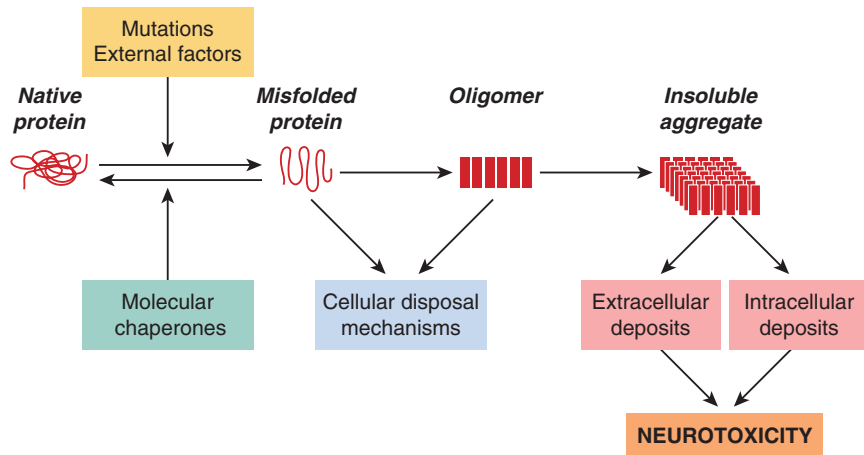 Mutations
External factors
Native
protein
Misfolded
protein
Oligomer
Insoluble
aggregate
Molecular
chaperones
Cellular disposal
mechanisms
Extracellular
deposits
Intracellular
deposits
NEUROTOXICITY